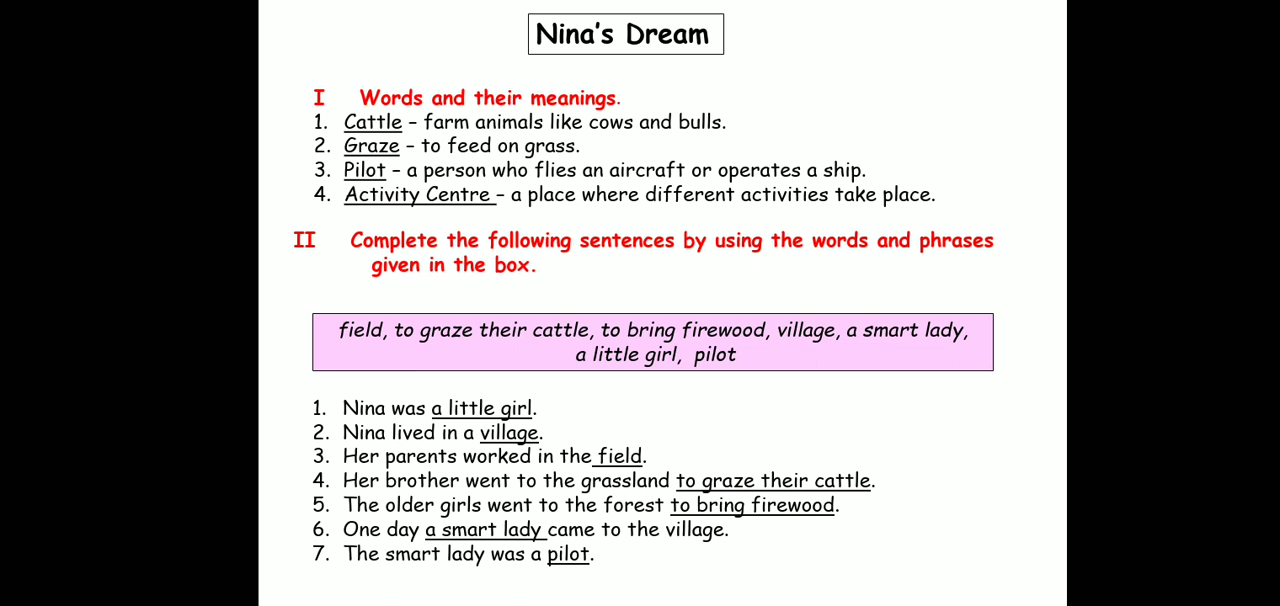 Nina's Dream
I Words and their meanings.
1. Cattle – farm animals like cows and bulls.
2. Graze – to feed on grass.
3. Pilot – a person who flies an aircraft or operates a ship.
4. Activity Centre – a place where different activities take place.
II Complete the following sentences by using the words and phrases
given in the box.
field, to graze their cattle, to bring firewood, village, a smart lady,
a little girl, pilot
1. Nina was a little girl.
2. Nina lived in a village.
3. Her parents worked in the field.
4. Her brother went to the grassland to graze their cattle.
5. The older girls went to the forest to bring firewood.
6. One day a smart lady came to the village.
7. The smart lady was a pilot.